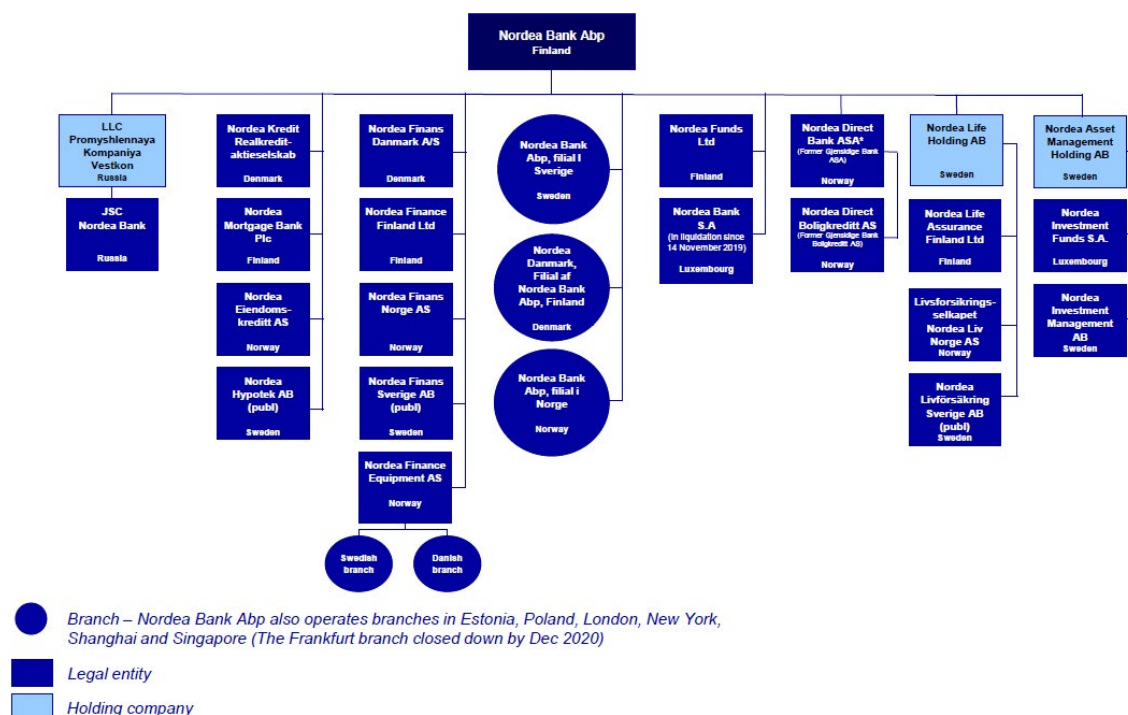 Nordea Bank Abp
Finland
LLC
Promyshlennaya
Kompaniya
Vestkon
Russia
JSC
Nordea Bank
Russia
Nordea Kredit
Realkredit-
aktieselskab
Denmark
Nordea
Mortgage Bank
Plc
Finland
Nordea
Eiendoms-
kreditt AS
Norway
Nordea
Hypotek AB
(publ)
Sweden
Nordea Finans
Danmark A/S
Denmark
Nordea Finance
Finland Ltd
Finland
Nordea Finans
Norge AS
Norway
Nordea Finans
Sverige AB
(publ)
Sweden
Nordea Finance
Equipment AS
Norway
Swedish
branch
Danish
branch
Nordea Bank
Abp, filial i
Sverige
Sweden
Nordea
Danmark,
Filial af
Nordea Bank
Abp, Finland
Denmark
Nordea Bank
Abp, filial i
Norge
Norway
Nordea Funds
Ltd
Finland
Nordea Bank
S.A
(In liquidation since
14 November 2019)
Luxembourg
Nordea Direct
Bank ASA*
(Former Gjensidige Bank
ASA)
Norway
Nordea Direct
Boligkreditt AS
(Former Gjensidige Bank
Boligkreditt AS)
Norway
Nordea Life
Holding AB
Sweden
Nordea Life
Assurance
Finland Ltd
Finland
Livsforsikrings-
selkapet
Nordea Liv
Norge AS
Norway
Nordea
Livförsäkring
Sverige AB
(publ)
Sweden
Nordea Asset
Management
Holding AB
Sweden
Nordea
Investment
Funds S.A.
Luxembourg
Nordea
Investment
Management
AB
Sweden
Branch – Nordea Bank Abp also operates branches in Estonia, Poland, London, New York,
Shanghai and Singapore (The Frankfurt branch closed down by Dec 2020)
Legal entity
Holding company